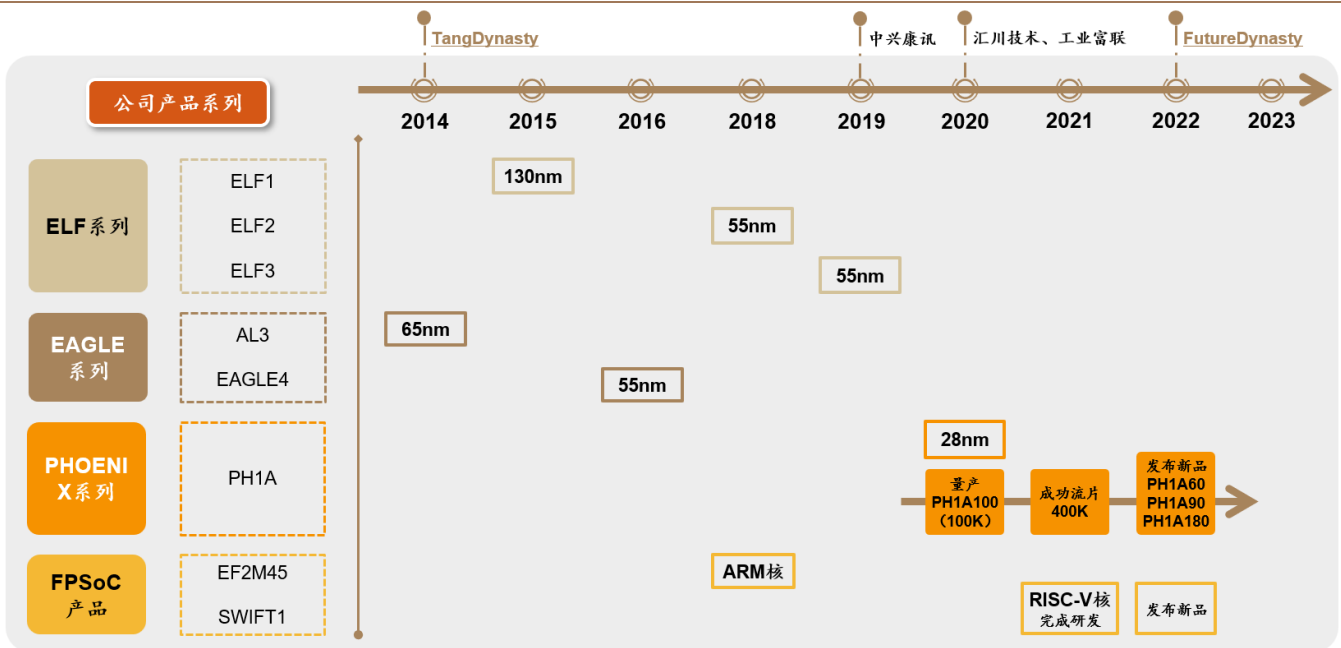 TangDynasty
中兴康讯
汇川技术、工业富联
FutureDynasty
公司产品系列
2014
2015
2016
2018
2019
2020
2021
2022
2023
ELF系列
ELF1
ELF2
ELF3
130nm
55nm
55nm
EAGLE
系列
AL3
EAGLE4
65nm
55nm
PHOENI
X系列
PH1A
28nm
量产
PH1A100
（100K）
成功流片
400K
发布新品
PH1A60
PH1A90
PH1A180
FPSoC
产品
EF2M45
SWIFT1
ARM核
RISC-V核
完成研发
发布新品